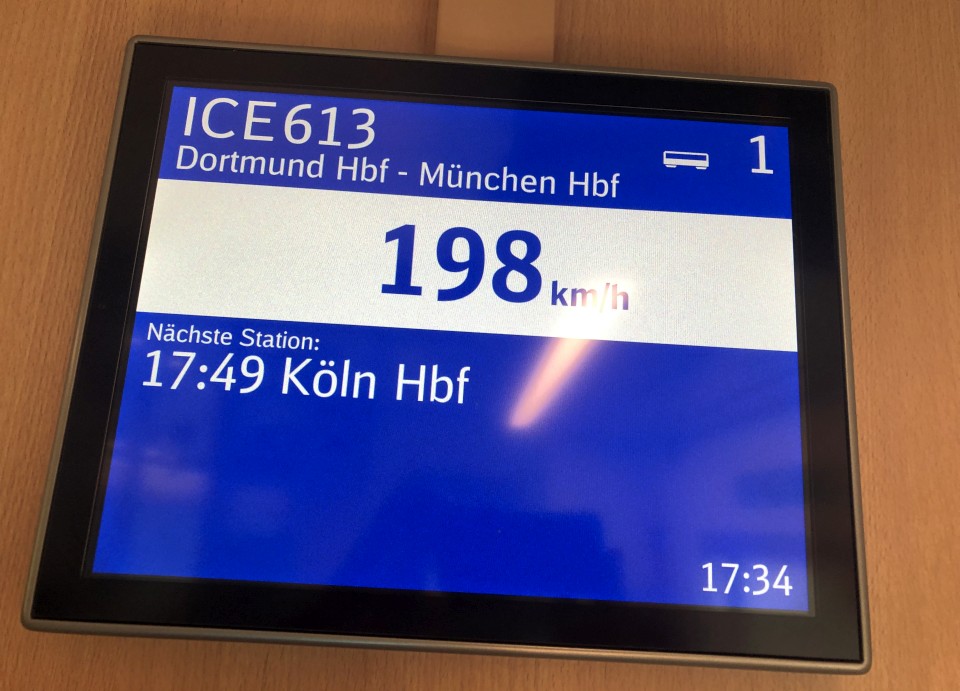 ICE613
Dortmund Hbf - München Hbf
1
198 km/h
Nächste Station:
17:49 Köln Hbf
17:34